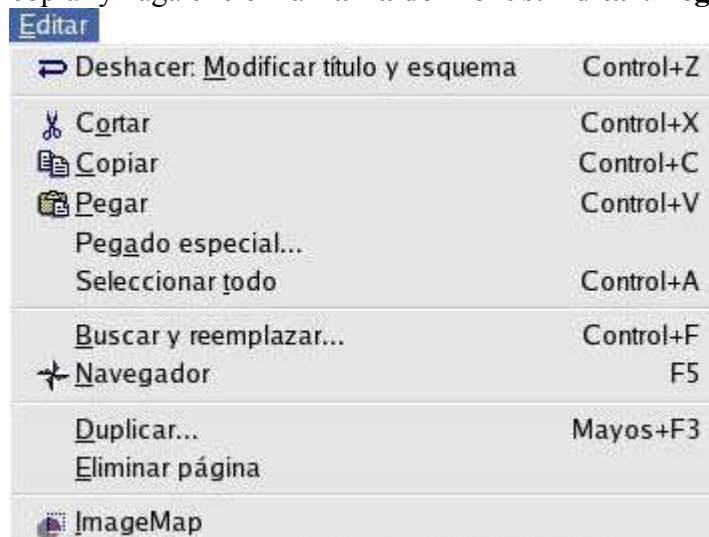 Editar
Deshacer: Modificar título y esquema Control+Z
Cortar Control+X
Copiar Control+C
Pegar Control+V
Pegado especial...
Seleccionar todo Control+A
Buscar y reemplazar... Control+F
Navegador F5
Duplicar... Mayos+F3
Eliminar página
ImageMap